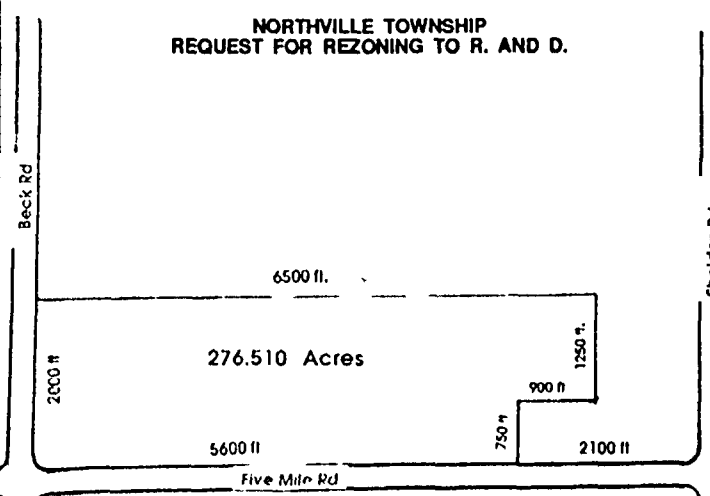 NORTHVILLE TOWNSHIP
REQUEST FOR REZONING TO R. AND D.
Beck Rd
6500 ft.
2000 ft
276.510 Acres
1250 ft.
900 ft
750 ft
5600 ft
2100 ft
Five Mile Rd